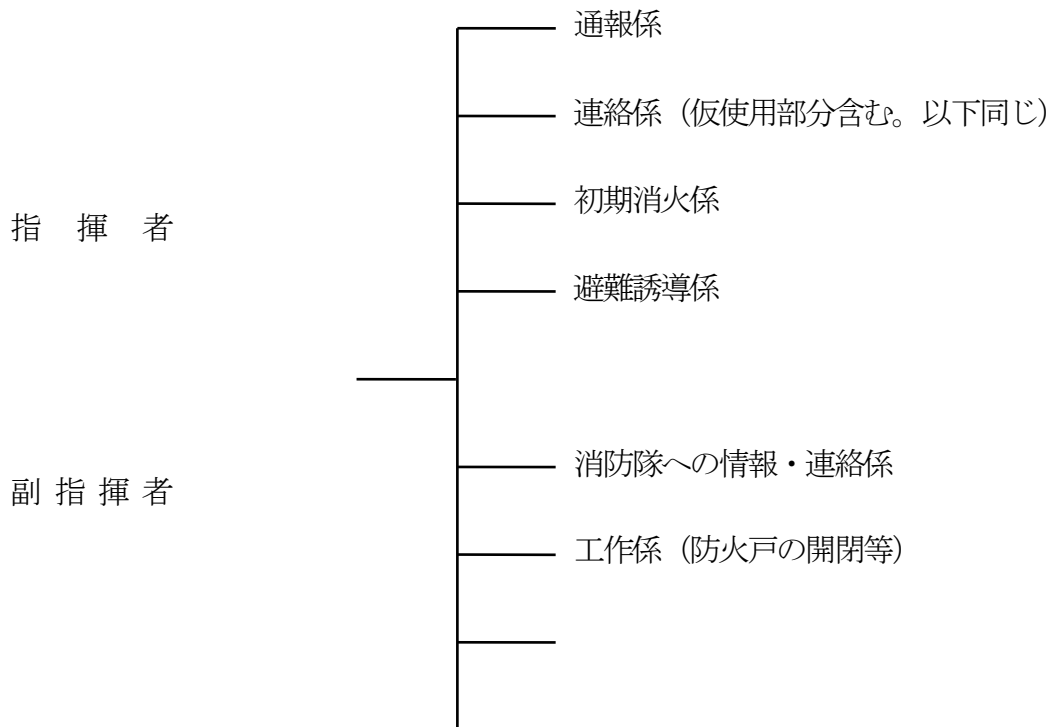 通報係
連絡係（仮使用部分含む。以下同じ）
初期消火係
指　揮　者
避難誘導係
消防隊への情報・連絡係
副 指 揮 者
工作係（防火戸の開閉等）